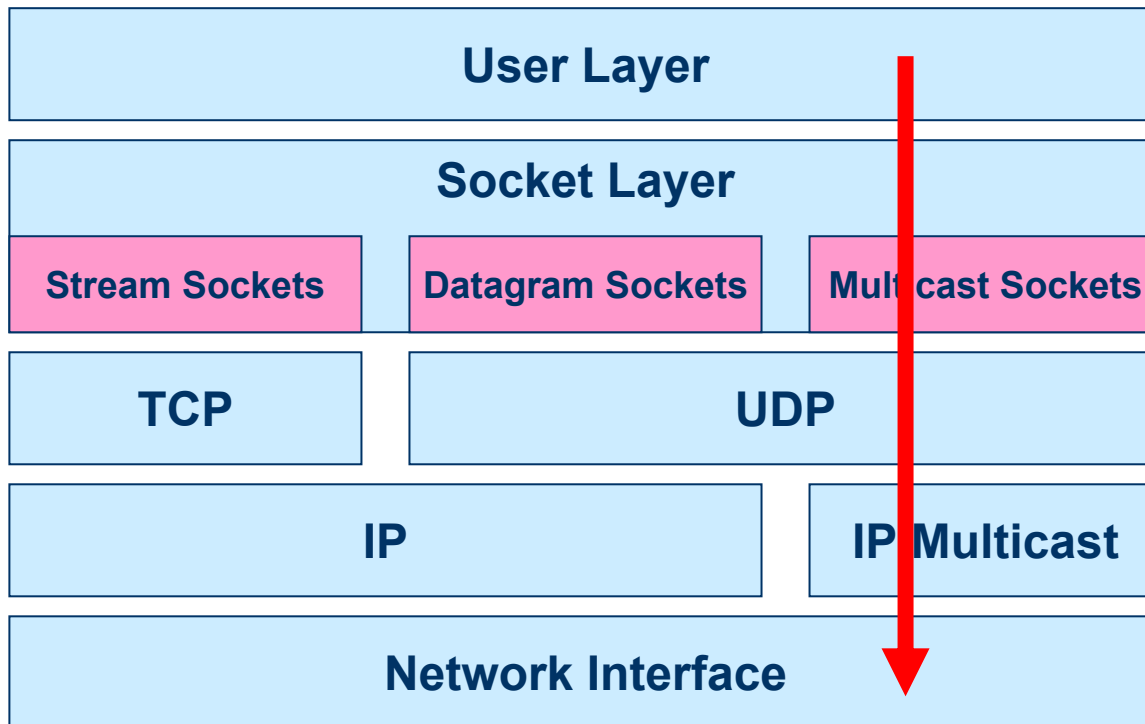 User Layer
Socket Layer
Stream Sockets
Datagram Sockets
Multicast Sockets
TCP
UDP
IP
IP Multicast
Network Interface